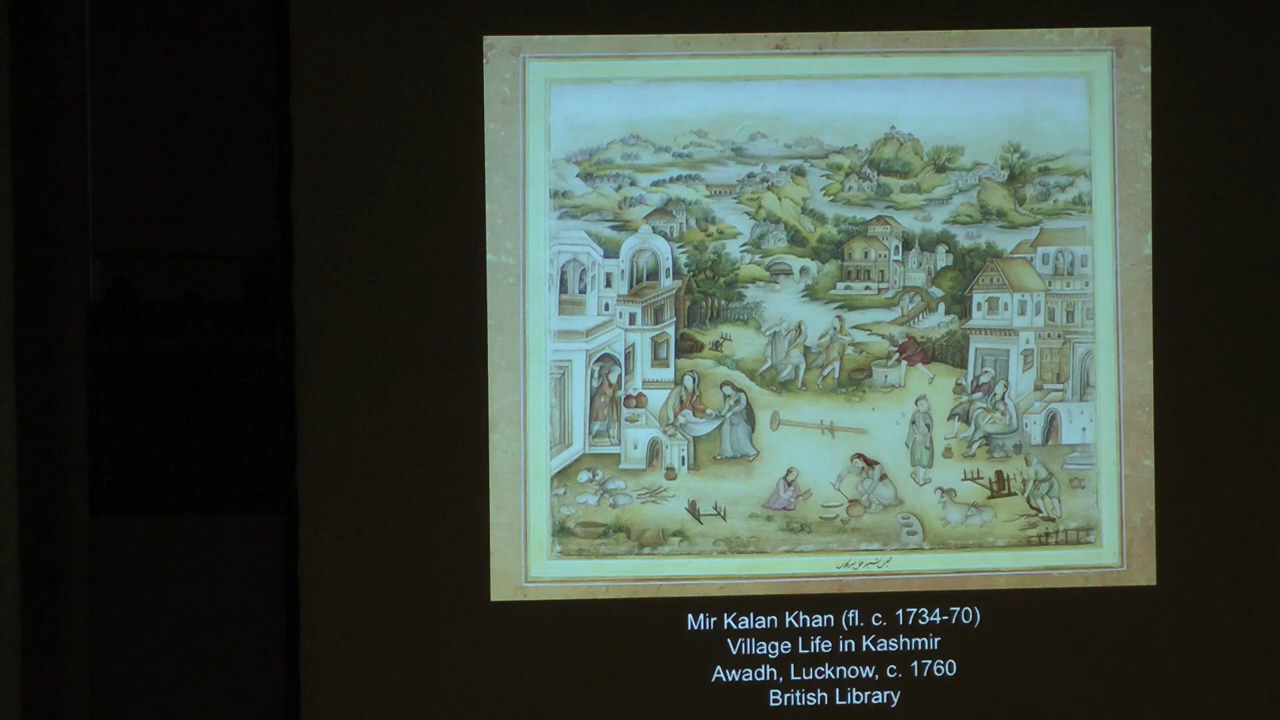 Mir Kalan Khan (fl. c. 1734-70)
Village Life in Kashmir
Awadh, Lucknow, c. 1760
British Library